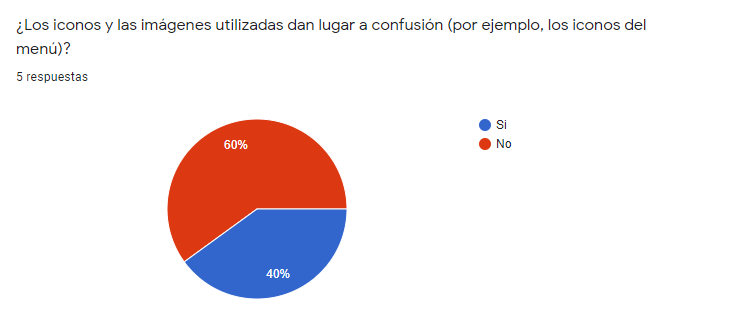 ¿Los iconos y las imágenes utilizadas dan lugar a confusión (por ejemplo, los iconos del
menú)?
5 respuestas
60%
40%
Si
No